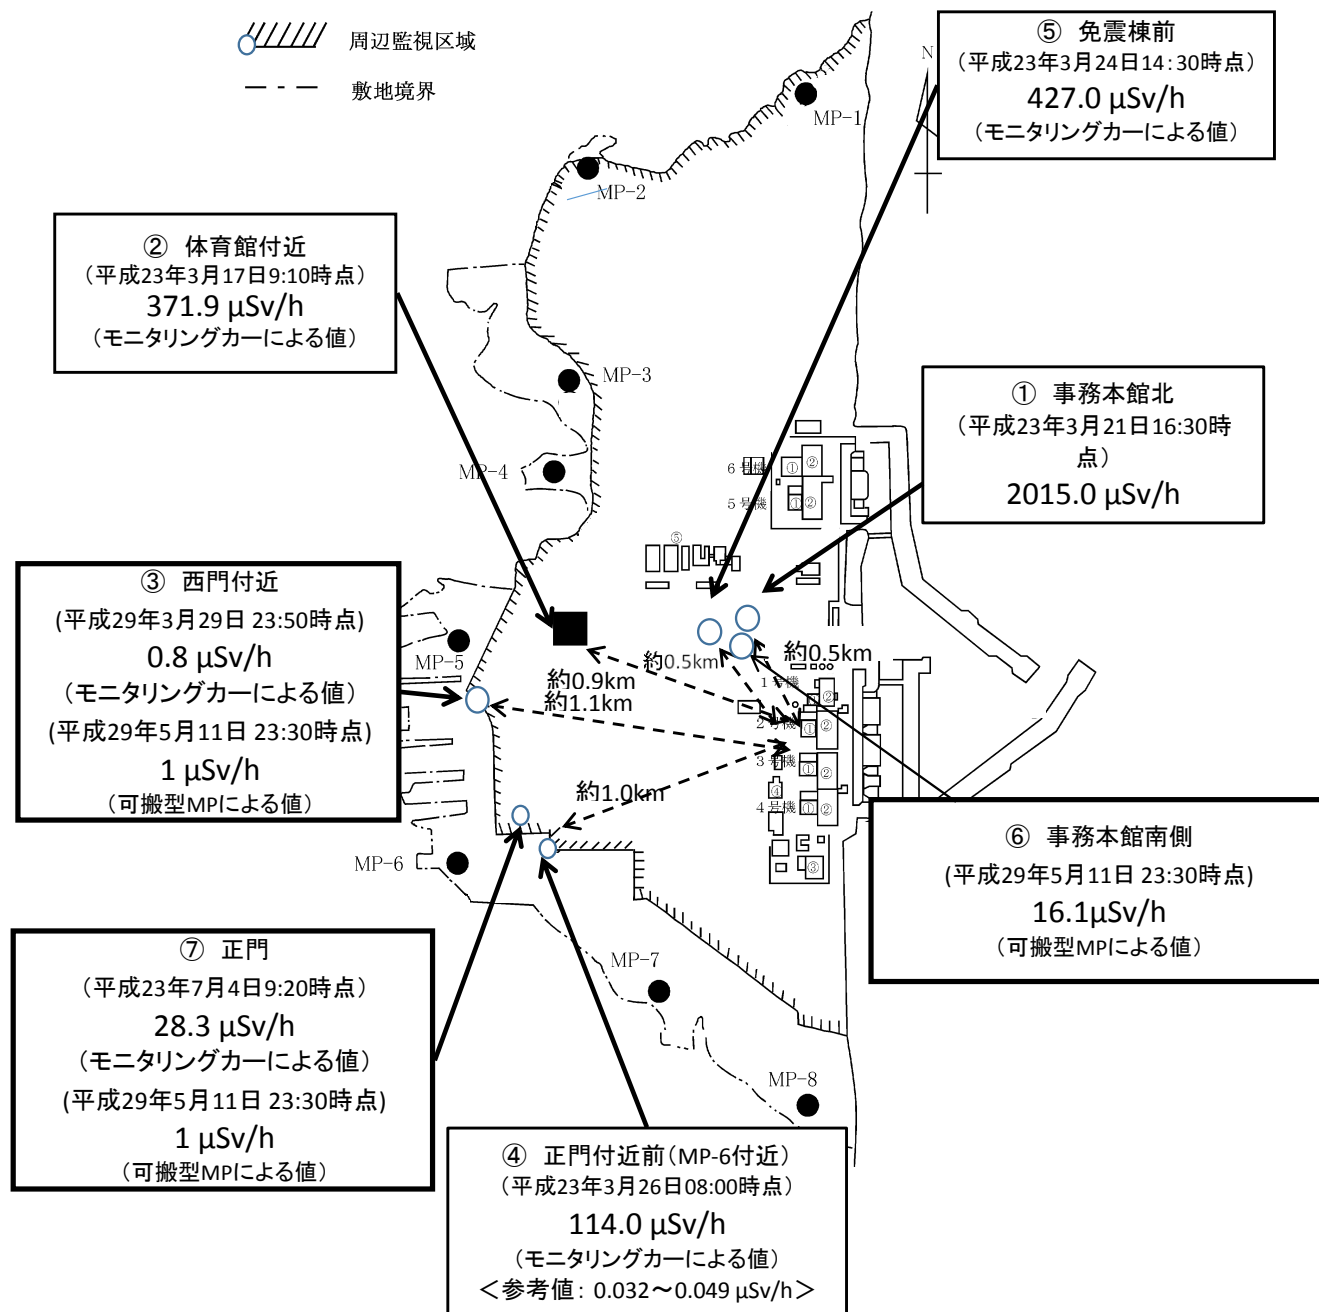 周辺監視区域
敷地境界
⑤ 免震棟前
（平成23年3月24日14：30時点）
427.0 μSv/h
（モニタリングカーによる値）
N
MP-1
MP-2
② 体育館付近
（平成23年3月17日9:10時点）
371.9 μSv/h
（モニタリングカーによる値）
MP-3
① 事務本館北
（平成23年3月21日16:30時
点）
2015.0 μSv/h
MP-4
6号機
①
②
5号機
①
②
⑤
③ 西門付近
(平成29年3月29日 23:50時点)
0.8 μSv/h
（モニタリングカーによる値）
(平成29年5月11日 23:30時点)
1 μSv/h
（可搬型MPによる値）
MP-5
約0.5km
約0.5km
約0.9km
約1.1km
1号機
②
2号機
①
②
3号機
①
②
約1.0km
④
4号機
①
②
③
MP-6
⑥ 事務本館南側
(平成29年5月11日 23:30時点)
16.1μSv/h
（可搬型MPによる値）
⑦ 正門
（平成23年7月4日9:20時点）
28.3 μSv/h
（モニタリングカーによる値）
(平成29年5月11日 23:30時点)
1 μSv/h
（可搬型MPによる値）
MP-7
MP-8
④ 正門付近前（MP-6付近）
（平成23年3月26日08:00時点）
114.0 μSv/h
（モニタリングカーによる値）
＜参考値：0.032～0.049 μSv/h＞